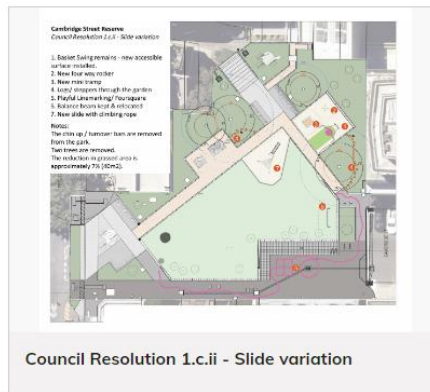 Cambridge Street Reserve
Council Resolution 1.c.ii - Slide variation
1. Basket Swing remains - new accessible
surface installed.
2. New four way rocker
3. New mini tramp
4. Logs/ steppers through the garden
5. Playful Linemarking/ Foursquare
6. Balance beam kept & relocated
7. New slide with climbing rope
Notes:
The chin up / turnover bars are removed
from the park.
Two trees are removed.
The reduction in grassed area is
approximately 7% (40m2).
Council Resolution 1.c.ii - Slide variation